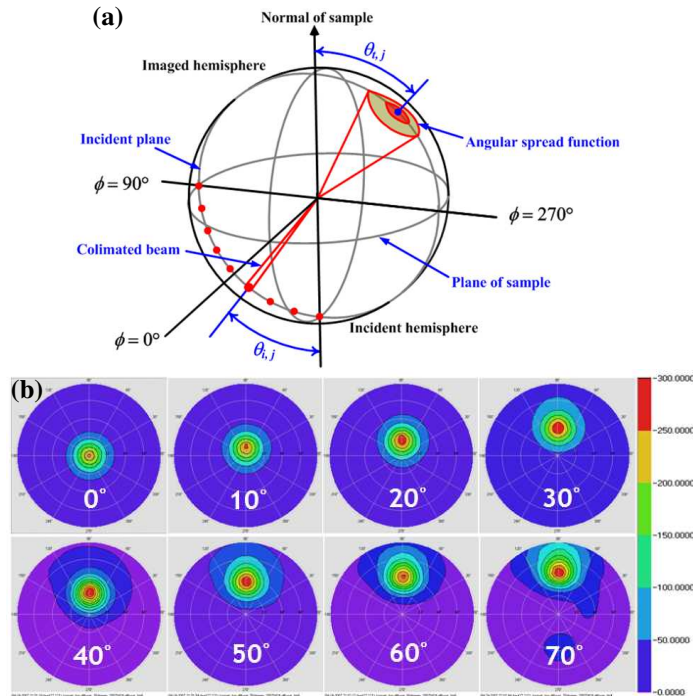 (a)
Normal of sample
θi,j
Imaged hemisphere
Incident plane
Angular spread function
ϕ = 90°
ϕ = 270°
Colimated beam
Plane of sample
ϕ = 0°
θi,j
Incident hemisphere
(b)
0° 10° 20° 30°
40° 50° 60° 70°
300.0000
250.0000
200.0000
150.0000
100.0000
50.0000
0.0000